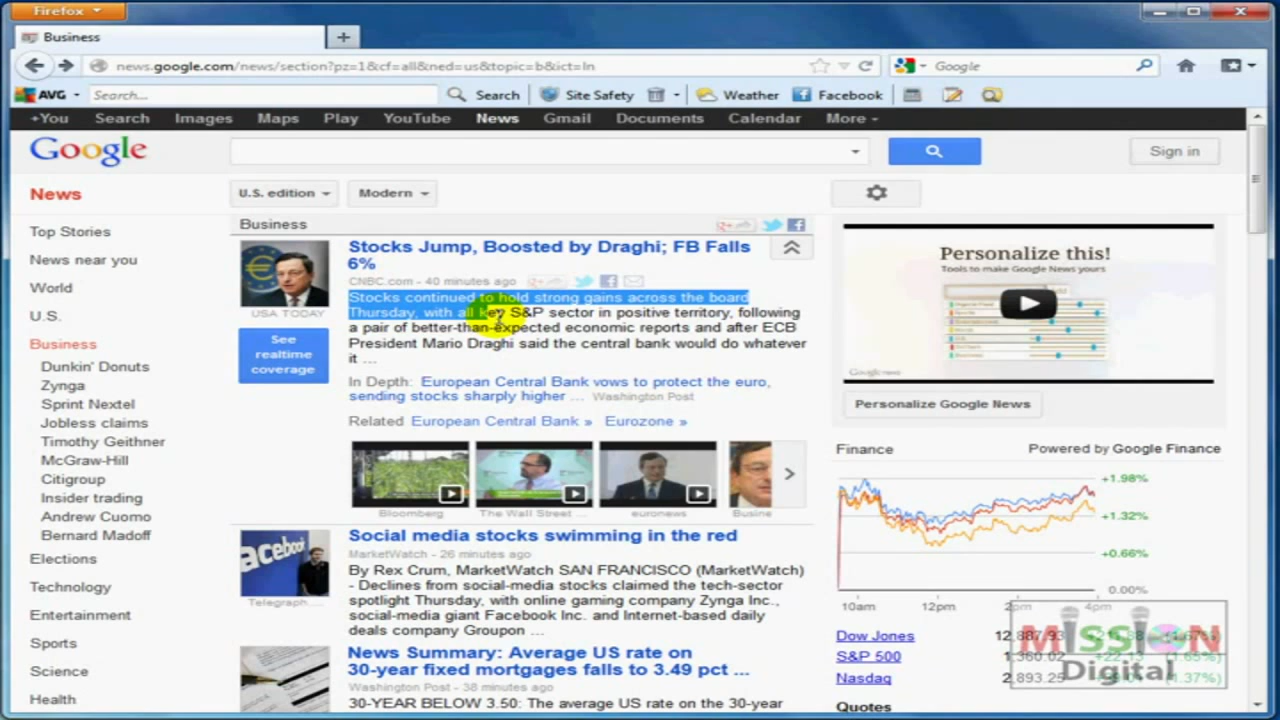 Firefox
Business
news.google.com/news/section?pz=1&cf=all&ned=us&topic=b&ict=ln
Google
AVG
Search...
Search
Site Safety
Weather
Facebook
+You Search Images Maps Play YouTube News Gmail Documents Calendar More
Google
Sign in
News
U.S. edition
Modern
Top Stories
News near you
World
U.S.
Business
Dunkin' Donuts
Zynga
Sprint Nextel
Jobless claims
Timothy Geithner
McGraw-Hill
Citigroup
Insider trading
Andrew Cuomo
Bernard Madoff
Elections
Technology
Entertainment
Sports
Science
Health
Business
Stocks Jump, Boosted by Draghi; FB Falls
6%
CNBC.com - 40 minutes ago
USA TODAY
See
realtime
coverage
Stocks continued to hold strong gains across the board
Thursday, with all key S&P sector in positive territory, following
a pair of better-than-expected economic reports and after ECB
President Mario Draghi said the central bank would do whatever
it ...
In Depth: European Central Bank vows to protect the euro,
sending stocks sharply higher ... Washington Post
Related European Central Bank » Eurozone »
Bloomberg
The Wall Street ...
euronews
Busine
Social media stocks swimming in the red
MarketWatch - 26 minutes ago
acebook
Telegraph....
By Rex Crum, MarketWatch SAN FRANCISCO (MarketWatch)
- Declines from social-media stocks claimed the tech-sector
spotlight Thursday, with online gaming company Zynga Inc.,
social-media giant Facebook Inc. and Internet-based daily
deals company Groupon ...
News Summary: Average US rate on
30-year fixed mortgages falls to 3.49 pct ...
Washington Post - 38 minutes ago
30-YEAR BELOW 3.50: The average US rate on the 30-year
Personalize this!
Tools to make Google News yours
Google news
Personalize Google News
Finance
Powered by Google Finance
+1.98%
+1.32%
+0.66%
0.00%
10am 12pm 2pm 4pm
Dow Jones
S&P 500 1,360.02
Nasdaq 2,893.25
Quotes
MISSION
Digital